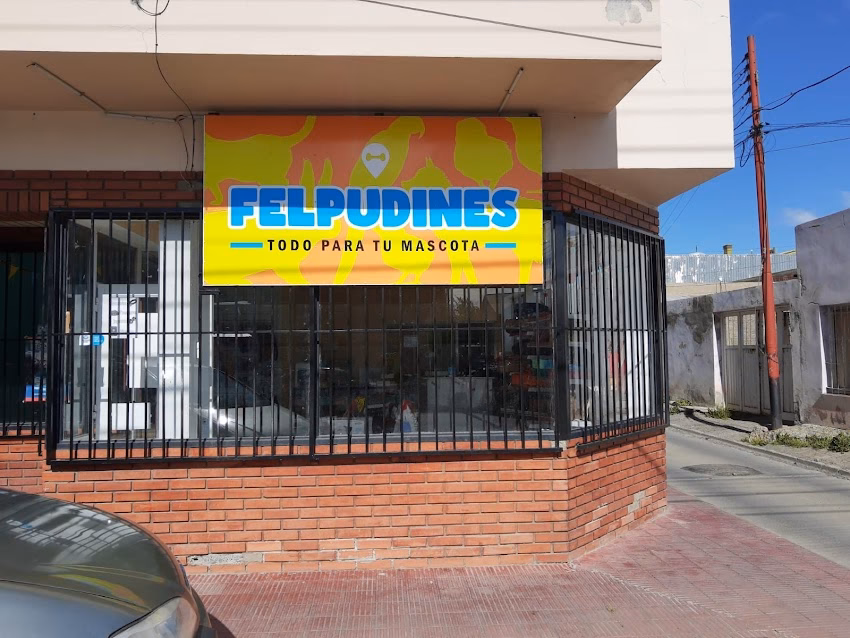 FELPUDINES
TODO PARA TU MASCOTA